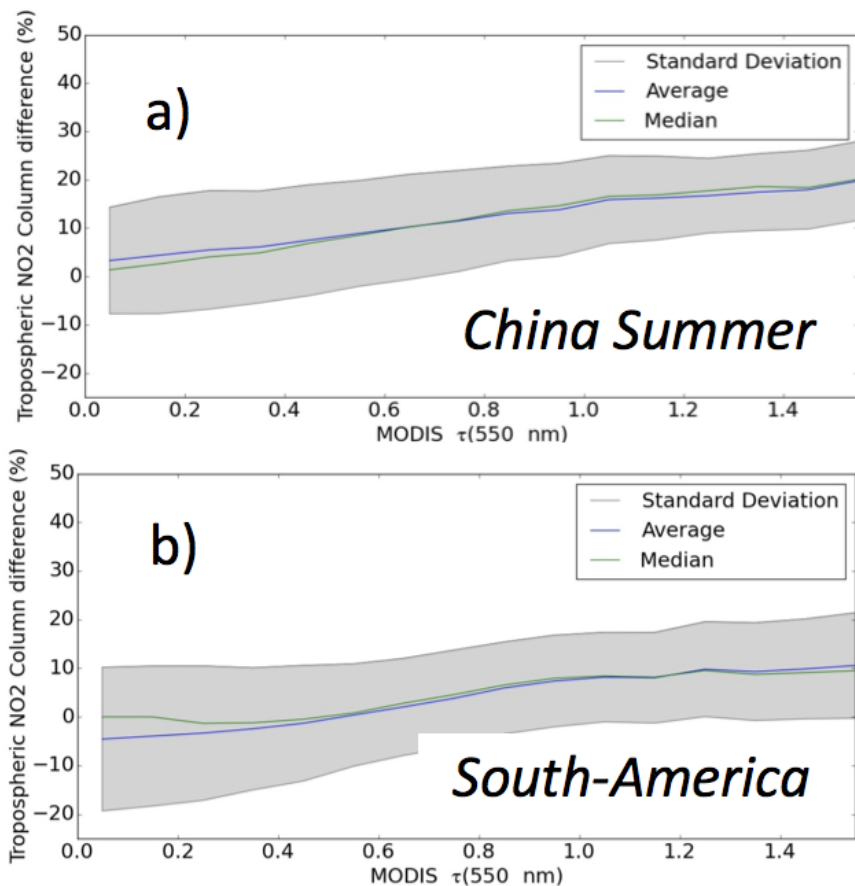 Tropospheric NO2 Column difference (%)
50
40
30
20
10
0
−10
−20
a)
Standard Deviation
Average
Median
China Summer
0.0 0.2 0.4 0.6 0.8 1.0 1.2 1.4
MODIS τ(550 nm)
Tropospheric NO2 Column difference (%)
50
40
30
20
10
0
−10
−20
b)
Standard Deviation
Average
Median
South-America
0.0 0.2 0.4 0.6 0.8 1.0 1.2 1.4
MODIS τ(550 nm)